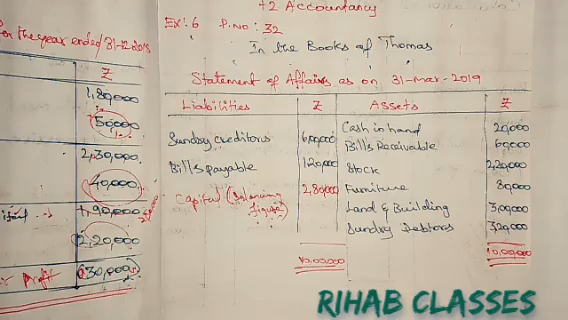 +2 Accountancy
Ex: 6 P.No: 32
In the Books of Thomas
Statement of Affairs as on 31-Mar-2019
Liabilities ₹ Assets ₹
Sundry creditors 6,00,000 Cash in hand 20,000
Bills payable 1,20,000 Bills Receivable 60,000
Capital (Balancing figure) 2,80,000 Stock 2,20,000
Furniture 80,000
Land & Building 3,00,000
Sundry Debtors 3,20,000
10,00,000 10,00,000
For the year ended 31-12-2018
₹
1,80,000
50,000
2,30,000
40,000
1,90,000
2,20,000
Profit 30,000
RIHAB CLASSES